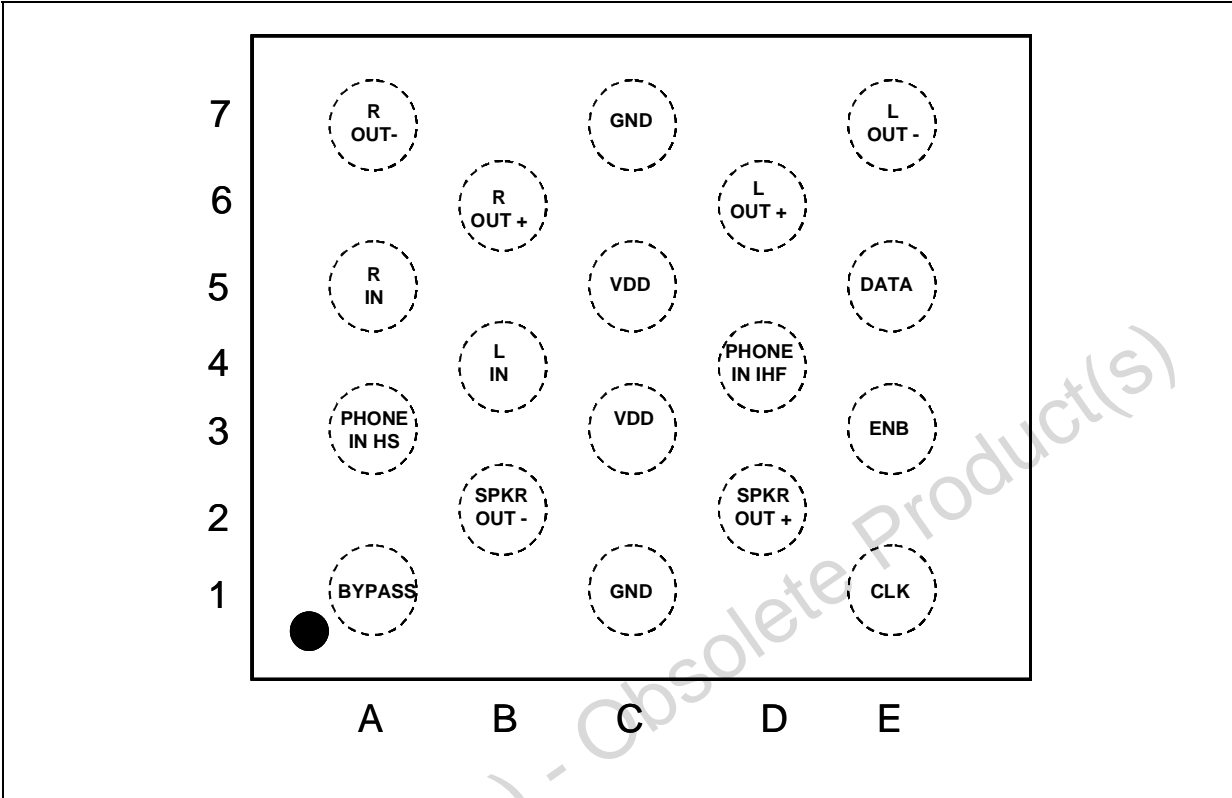 7
R
OUT-
GND
L
OUT -
6
R
OUT +
L
OUT +
5
R
IN
VDD
DATA
4
L
IN
PHONE
IN IHF
3
PHONE
IN HS
VDD
ENB
2
SPKR
OUT -
SPKR
OUT +
1
BYPASS
GND
CLK
A B C D E
) - Obsolete Product(s)